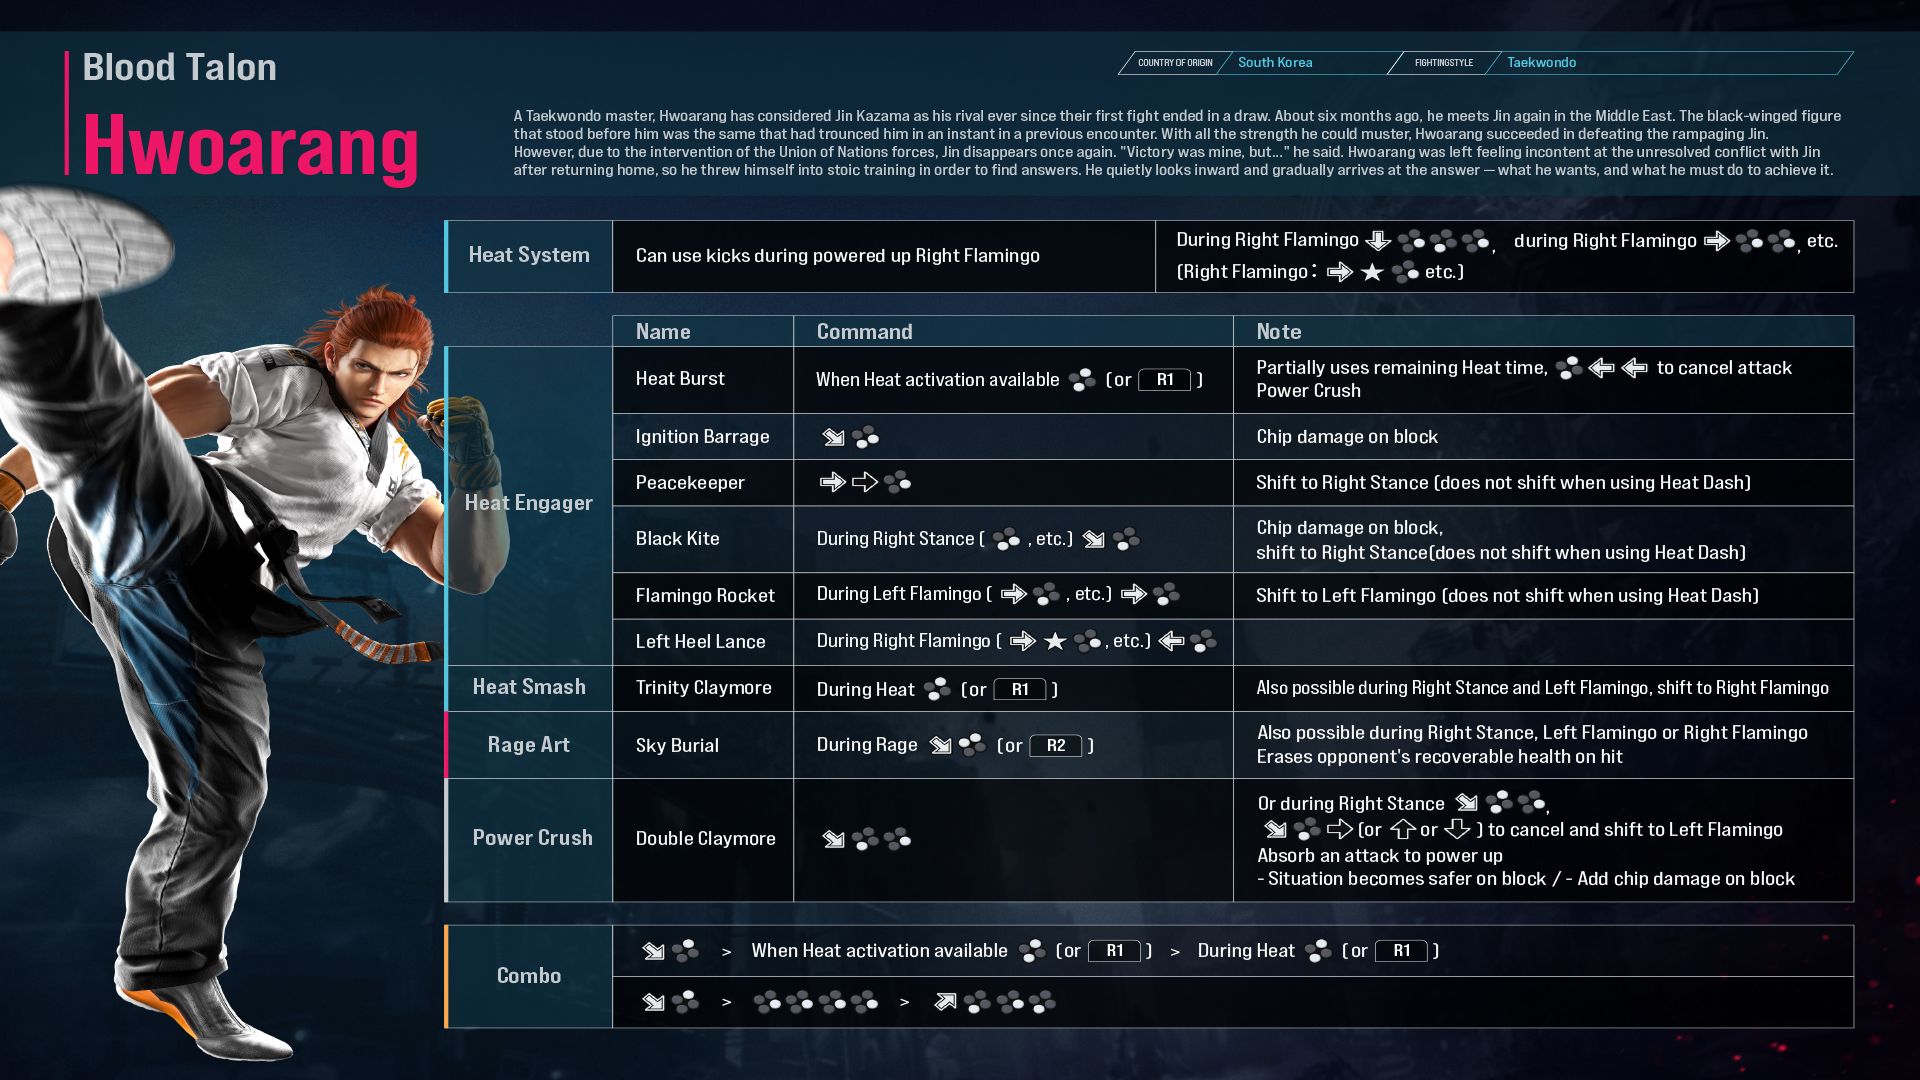 Blood Talon
Hwoarang
COUNTRY OF ORIGIN South Korea FIGHTINGSTYLE Taekwondo
A Taekwondo master, Hwoarang has considered Jin Kazama as his rival ever since their first fight ended in a draw. About six months ago, he meets Jin again in the Middle East. The black-winged figure
that stood before him was the same that had trounced him in an instant in a previous encounter. With all the strength he could muster, Hwoarang succeeded in defeating the rampaging Jin.
However, due to the intervention of the Union of Nations forces, Jin disappears once again. "Victory was mine, but..." he said. Hwoarang was left feeling incontent at the unresolved conflict with Jin
after returning home, so he threw himself into stoic training in order to find answers. He quietly looks inward and gradually arrives at the answer — what he wants, and what he must do to achieve it.
Heat System
Can use kicks during powered up Right Flamingo
During Right Flamingo , during Right Flamingo , etc.
(Right Flamingo: etc.)
Name Command Note
Heat Engager
Heat Burst
When Heat activation available (or R1 )
Partially uses remaining Heat time, to cancel attack
Power Crush
Ignition Barrage
Chip damage on block
Peacekeeper
Shift to Right Stance (does not shift when using Heat Dash)
Black Kite
During Right Stance ( , etc.)
Chip damage on block,
shift to Right Stance(does not shift when using Heat Dash)
Flamingo Rocket
During Left Flamingo ( , etc.)
Shift to Left Flamingo (does not shift when using Heat Dash)
Left Heel Lance
During Right Flamingo ( , etc.)
Heat Smash
Trinity Claymore
During Heat (or R1 )
Also possible during Right Stance and Left Flamingo, shift to Right Flamingo
Rage Art
Sky Burial
During Rage (or R2 )
Also possible during Right Stance, Left Flamingo or Right Flamingo
Erases opponent's recoverable health on hit
Power Crush
Double Claymore
Or during Right Stance ,
(or or ) to cancel and shift to Left Flamingo
Absorb an attack to power up
- Situation becomes safer on block / - Add chip damage on block
Combo
> When Heat activation available (or R1 ) > During Heat (or R1 )
> >